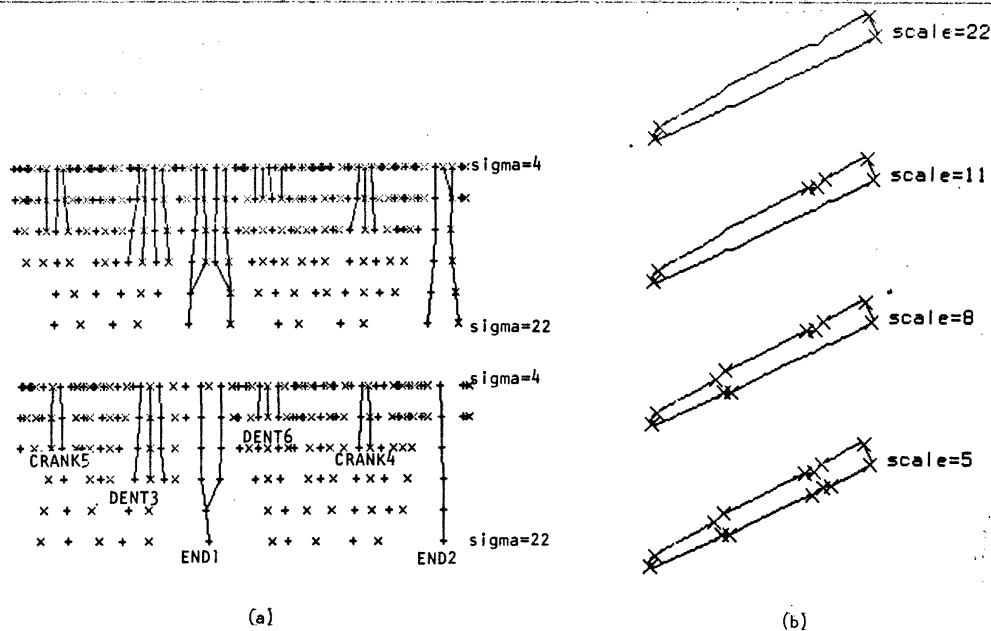 scale=22
sigma=4
scale=11
sigma=22
scale=8
sigma=4
DENT6
CRANK5
CRANK4
scale=5
DENT3
sigma=22
END1
END2
(a)
(b)